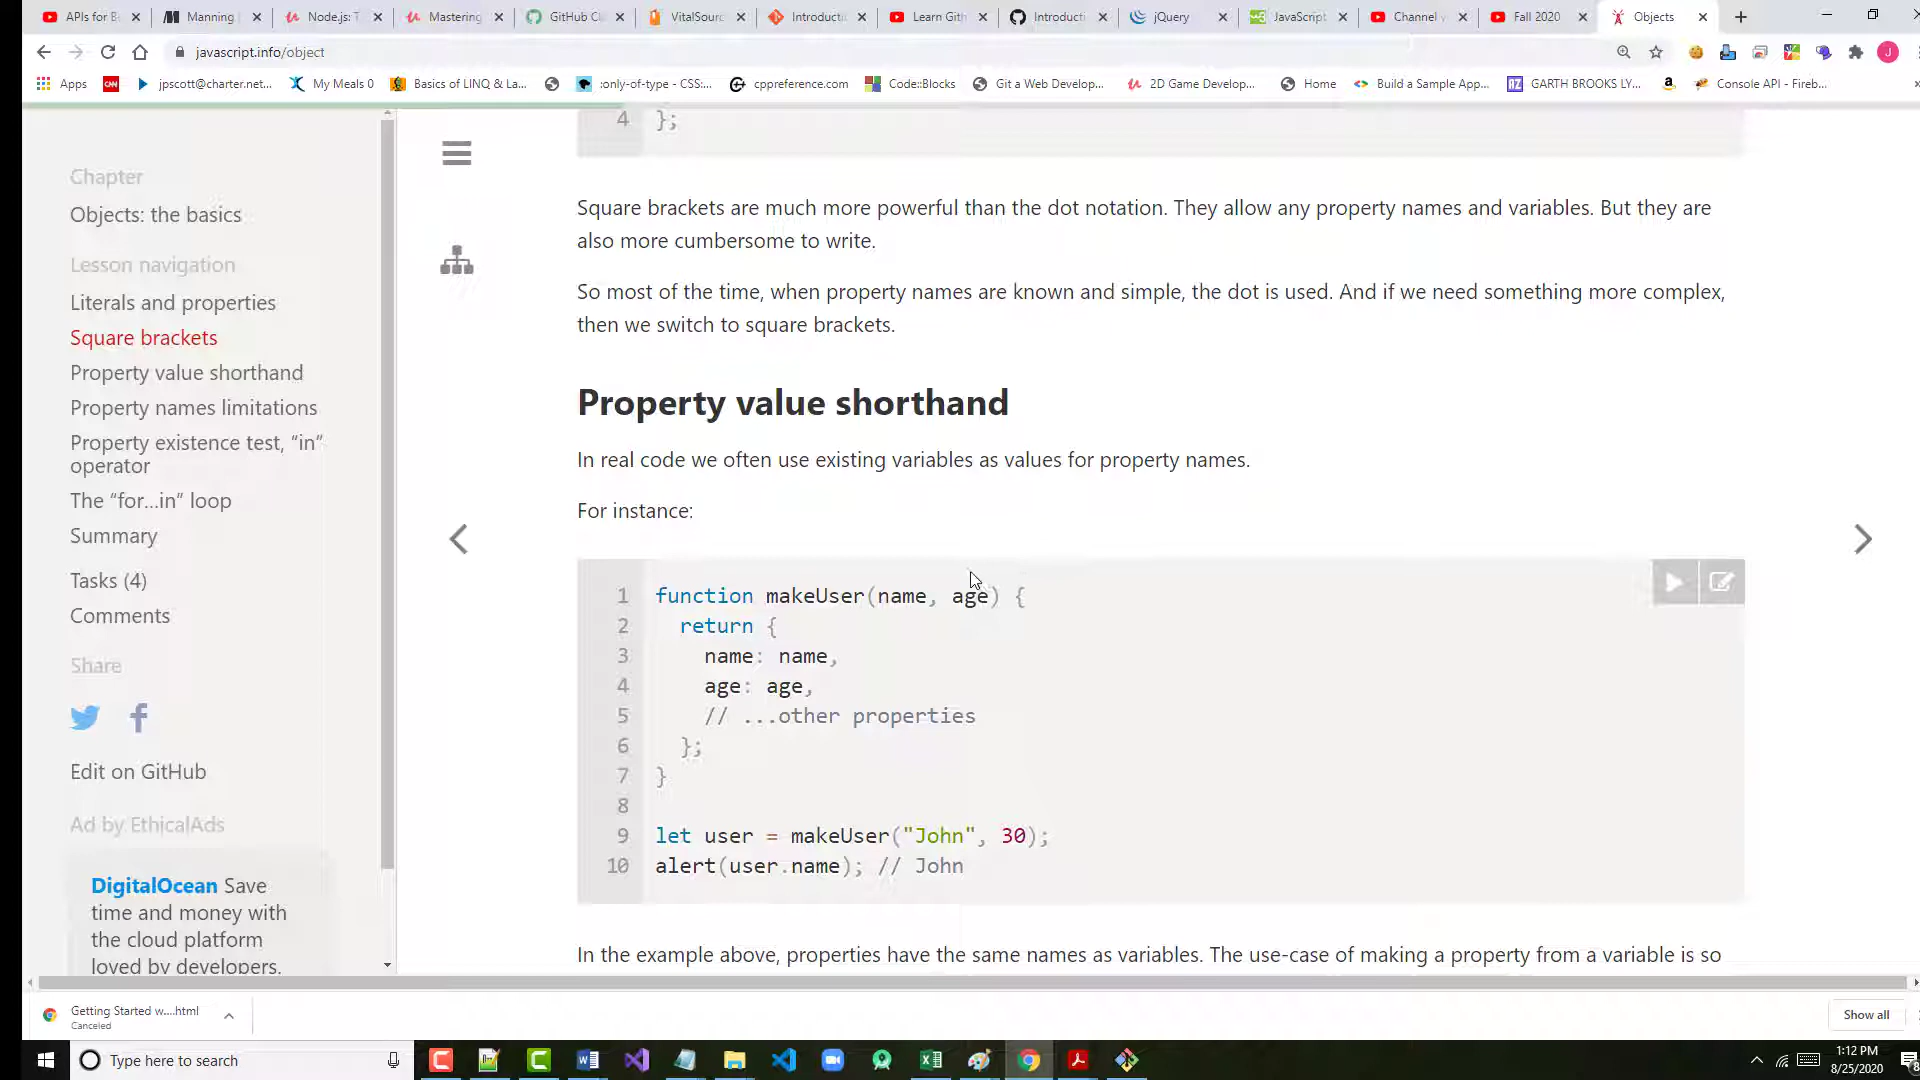 APIs for B
Manning
Node.js: T
Mastering
GitHub Cl
VitalSourc
Introducti
Learn Gith
Introducti
jQuery
JavaScript
Channel v
Fall 2020
Objects
javascript.info/object
J
Apps
CNN
jpscott@charter.net...
My Meals 0
Basics of LINQ & La...
:only-of-type - CSS:...
cppreference.com
Code::Blocks
Git a Web Develop...
2D Game Develop...
Home
Build a Sample App...
GARTH BROOKS LY...
Console API - Fireb...
Chapter
Objects: the basics
Lesson navigation
Literals and properties
Square brackets
Property value shorthand
Property names limitations
Property existence test, “in”
operator
The “for…in” loop
Summary
Tasks (4)
Comments
Share
Edit on GitHub
Ad by EthicalAds
DigitalOcean Save
time and money with
the cloud platform
loved by developers.
4 };
Square brackets are much more powerful than the dot notation. They allow any property names and variables. But they are
also more cumbersome to write.
So most of the time, when property names are known and simple, the dot is used. And if we need something more complex,
then we switch to square brackets.
Property value shorthand
In real code we often use existing variables as values for property names.
For instance:
1 function makeUser(name, age) {
2 return {
3 name: name,
4 age: age,
5 // ...other properties
6 };
7 }
8
9 let user = makeUser("John", 30);
10 alert(user.name); // John
In the example above, properties have the same names as variables. The use-case of making a property from a variable is so
Getting Started w....html
Canceled
Show all
Type here to search
1:12 PM
8/25/2020